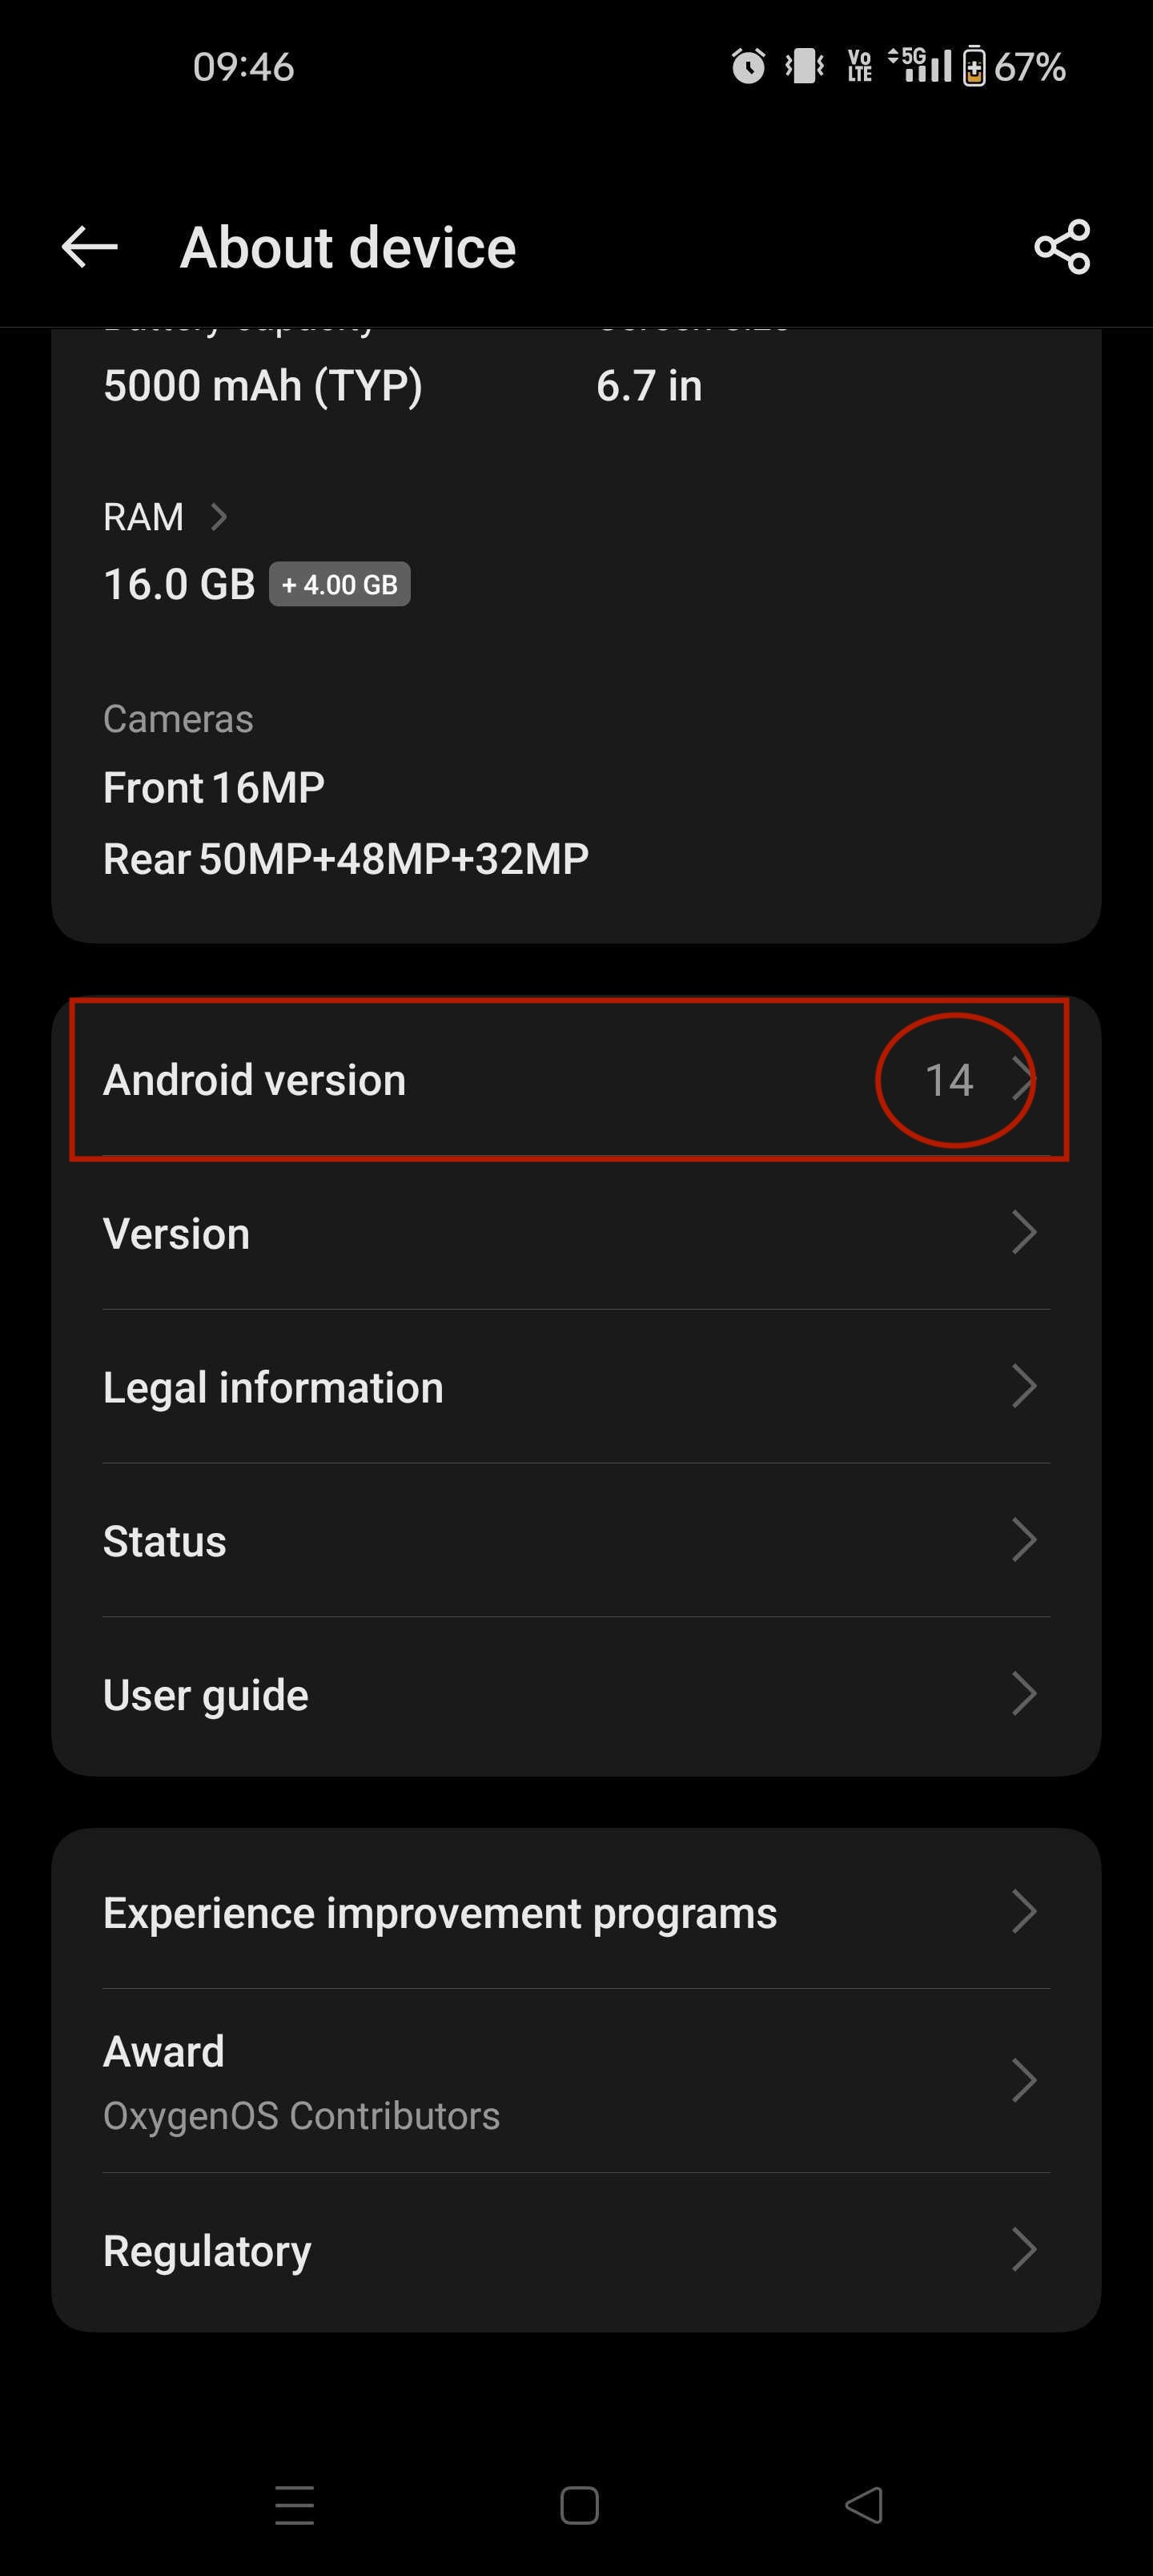 09:46
Vo LTE 5G 67%
About device
5000 mAh (TYP)
6.7 in
RAM
16.0 GB + 4.00 GB
Cameras
Front 16MP
Rear 50MP+48MP+32MP
Android version 14
Version
Legal information
Status
User guide
Experience improvement programs
Award
OxygenOS Contributors
Regulatory